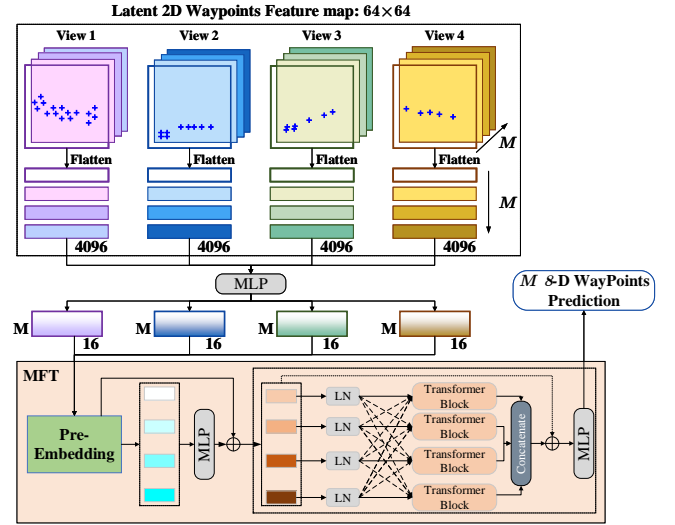 Latent 2D Waypoints Feature map: 64×64
View 1
View 2
View 3
View 4
M
Flatten
Flatten
Flatten
Flatten
M
4096
4096
4096
4096
MLP
M 8-D WayPoints
Prediction
M
M
M
M
16
16
16
16
MFT
Pre-
Embedding
MLP
LN
LN
LN
LN
Transformer
Block
Transformer
Block
Transformer
Block
Transformer
Block
Concatenate
MLP